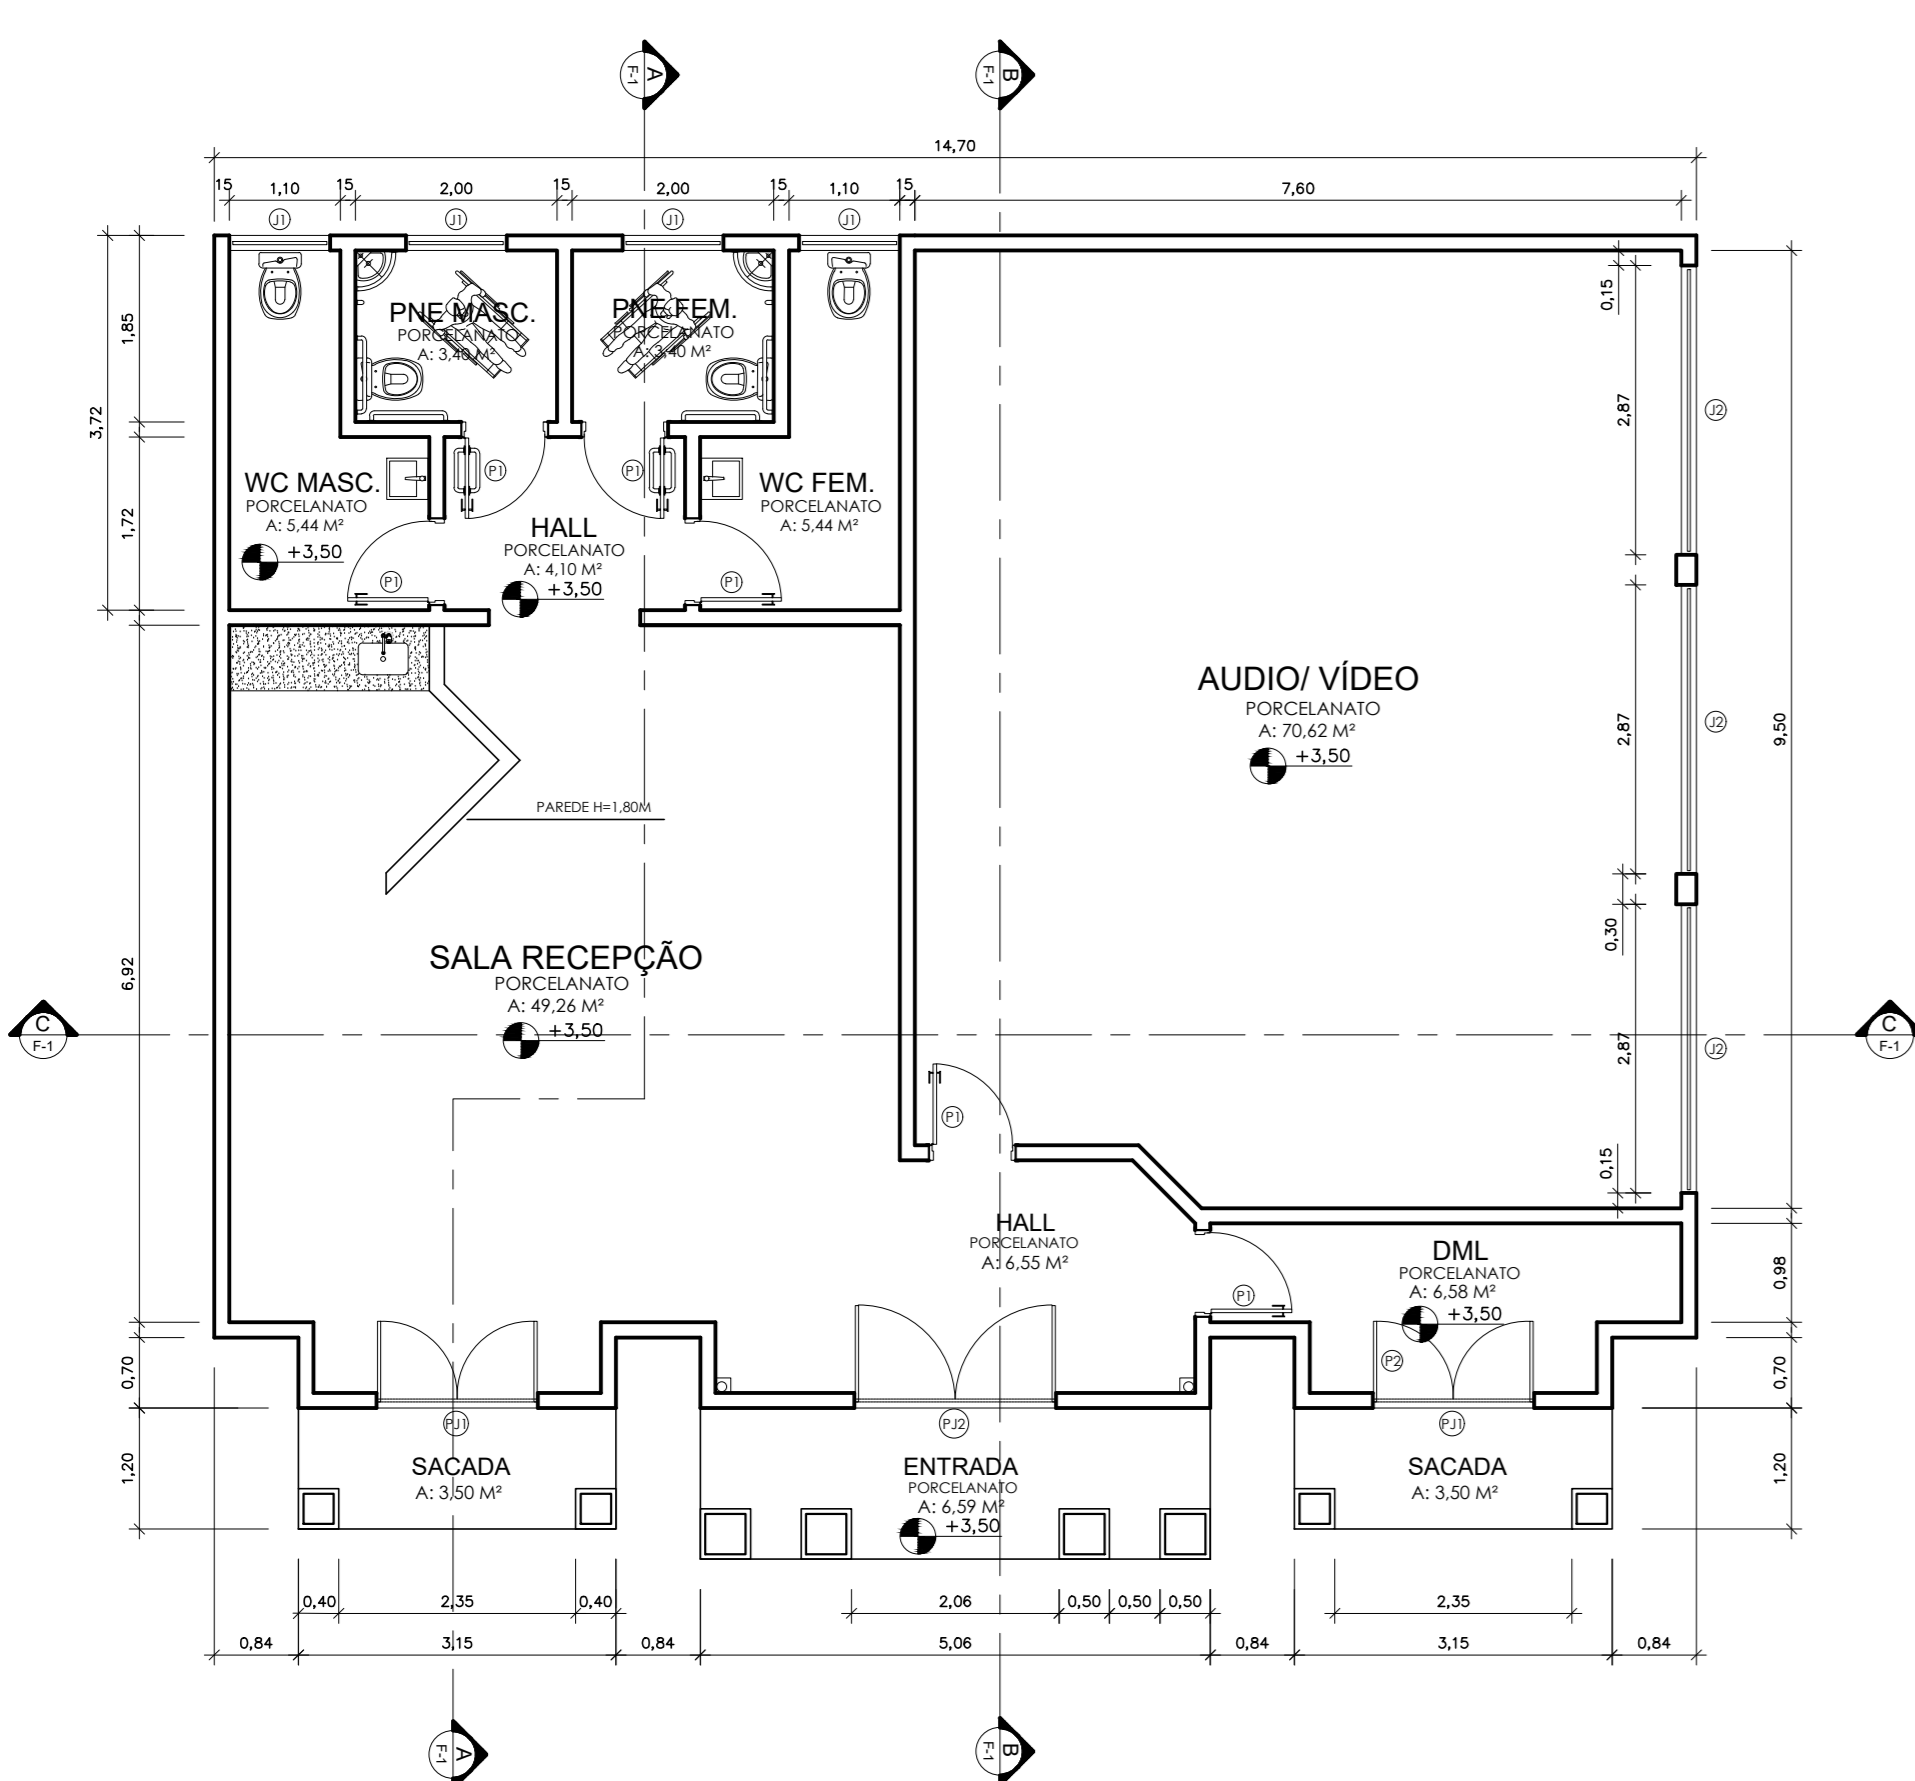 A
F-1
B
F-1
14,70
15
1,10
15
2,00
15
2,00
15
1,10
15
7,60
J1
J1
J1
J1
3,72
1,85
1,72
6,92
0,70
1,20
PNE MASC.
PORCELANATO
A: 3,40 M²
PNE FEM.
PORCELANATO
A: 3,40 M²
0,15
2,87
J2
P1
P1
WC MASC.
PORCELANATO
A: 5,44 M²
+3,50
HALL
PORCELANATO
A: 4,10 M²
+3,50
WC FEM.
PORCELANATO
A: 5,44 M²
P1
P1
AUDIO/ VÍDEO
PORCELANATO
A: 70,62 M²
+3,50
2,87
J2
9,50
PAREDE H=1,80M
0,30
SALA RECEPÇÃO
PORCELANATO
A: 49,26 M²
+3,50
C
F-1
C
F-1
2,87
J2
P1
0,15
HALL
PORCELANATO
A: 6,55 M²
DML
PORCELANATO
A: 6,58 M²
+3,50
P1
P2
0,98
0,70
1,20
PJ1
PJ2
PJ1
SACADA
A: 3,50 M²
ENTRADA
PORCELANATO
A: 6,59 M²
+3,50
SACADA
A: 3,50 M²
0,40
2,35
0,40
2,06
0,50
0,50
0,50
2,35
0,84
3,15
0,84
5,06
0,84
3,15
0,84
A
F-1
B
F-1